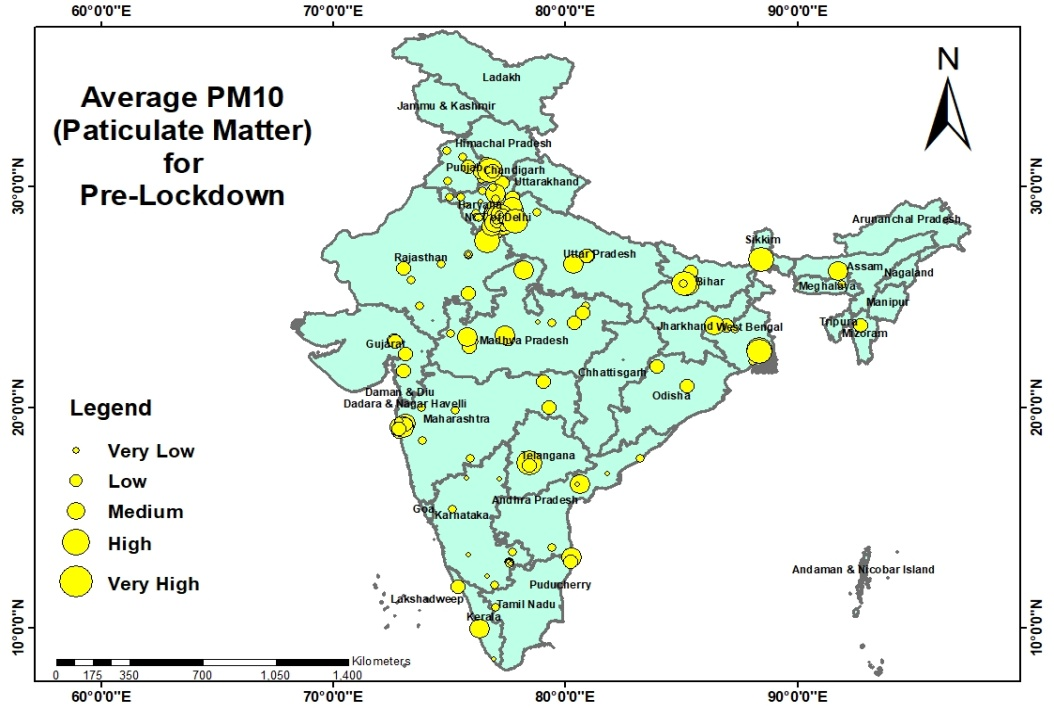 60°0'0"E 70°0'0"E 80°0'0"E 90°0'0"E
Average PM10
(Paticulate Matter)
for
Pre-Lockdown
N
30°0'0"N
20°0'0"N
10°0'0"N
30°0'0"N
20°0'0"N
10°0'0"N
Ladakh
Jammu & Kashmir
Himachal Pradesh
Punjab
Chandigarh
Uttarakhand
Haryana
NCT of Delhi
Arunanchal Pradesh
Sikkim
Rajasthan
Uttar Pradesh
Assam
Nagaland
Bihar
Meghalaya
Manipur
Tripura
Mizoram
Jharkhand
West Bengal
Gujarat
Madhya Pradesh
Chhattisgarh
Odisha
Daman & Diu
Dadara & Nagar Havelli
Maharashtra
Telangana
Andhra Pradesh
Goa
Karnataka
Andaman & Nicobar Island
Puducherry
Lakshadweep
Tamil Nadu
Kerala
Legend
Very Low
Low
Medium
High
Very High
Kilometers
0 175 350 700 1,050 1,400
60°0'0"E 70°0'0"E 80°0'0"E 90°0'0"E